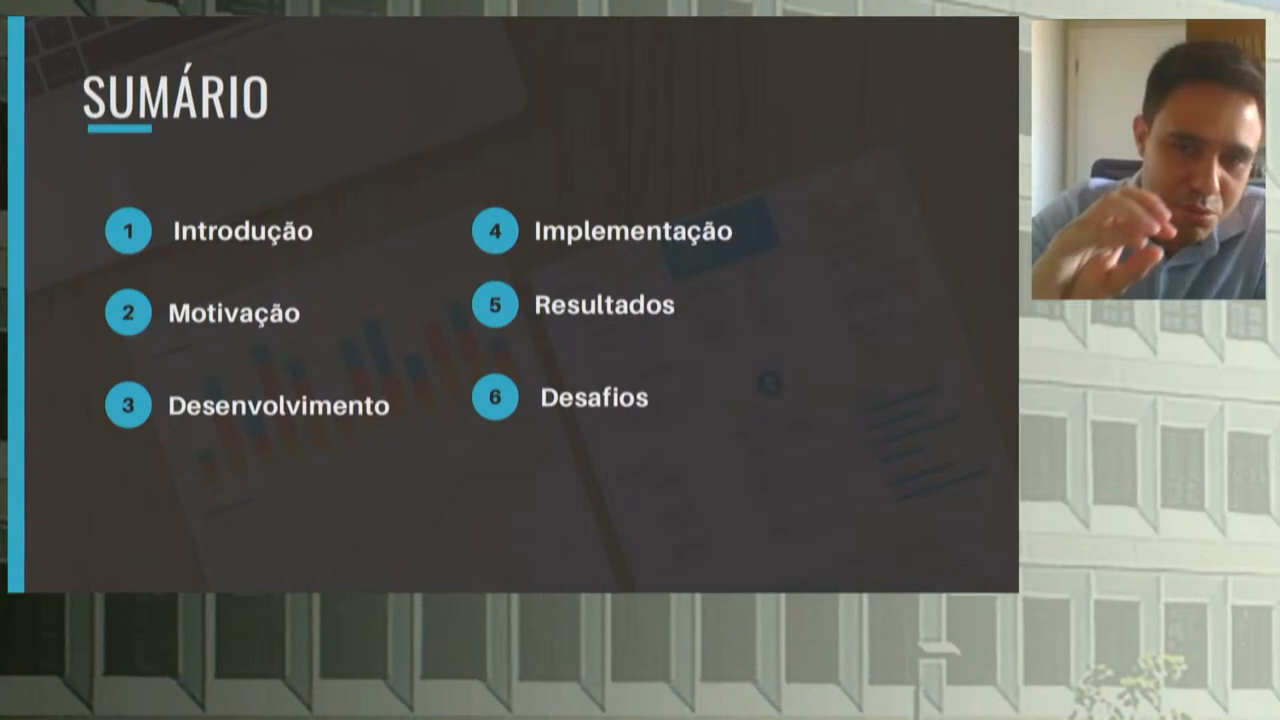 SUMÁRIO
1 Introdução
2 Motivação
3 Desenvolvimento
4 Implementação
5 Resultados
6 Desafios